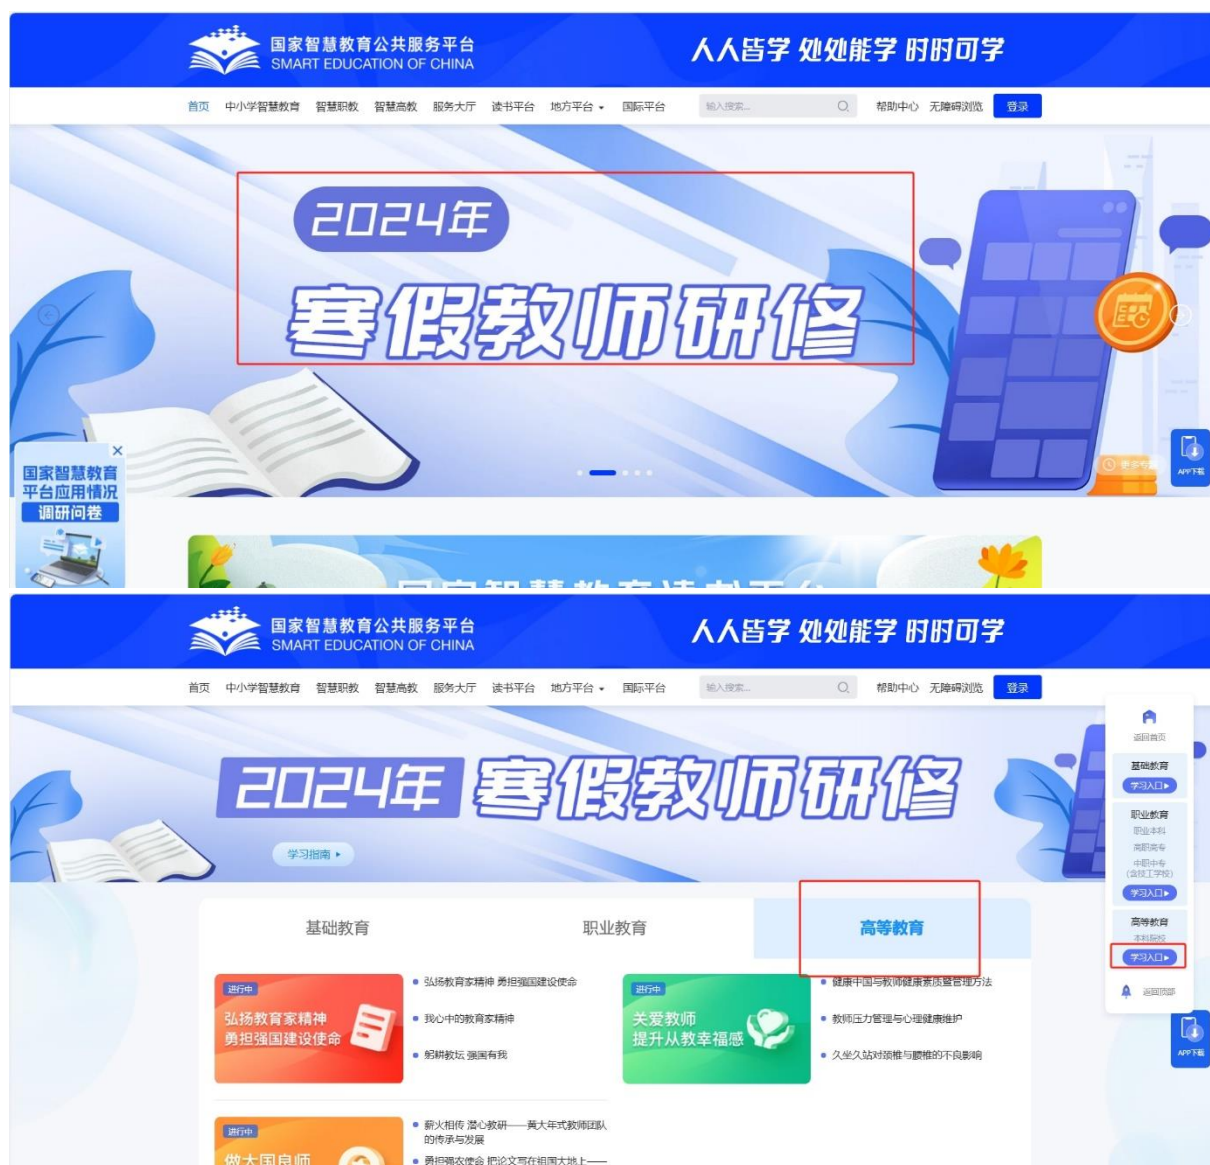 国家智慧教育公共服务平台
SMART EDUCATION OF CHINA
人人皆学 处处能学 时时可学
首页 中小学智慧教育 智慧职教 智慧高教 服务大厅 读书平台 地方平台 国际平台 输入搜索... 帮助中心 无障碍浏览 登录
2024年
寒假教师研修
国家智慧教育
平台应用情况
调研问卷
更多专题
APP下载
国家智慧教育读书平台
国家智慧教育公共服务平台
SMART EDUCATION OF CHINA
人人皆学 处处能学 时时可学
首页 中小学智慧教育 智慧职教 智慧高教 服务大厅 读书平台 地方平台 国际平台 输入搜索... 帮助中心 无障碍浏览 登录
2024年 寒假教师研修
学习指南
返回首页
基础教育
学习入口
职业教育
职业本科
高职高专
中职中专
(含技工学校)
学习入口
高等教育
本科院校
学习入口
返回顶部
APP下载
基础教育 职业教育 高等教育
进行中
弘扬教育家精神
勇担强国建设使命
弘扬教育家精神 勇担强国建设使命
我心中的教育家精神
躬耕教坛 强国有我
进行中
关爱教师
提升从教幸福感
健康中国与教师健康素质暨管理方法
教师压力管理与心理健康维护
久坐久站对颈椎与腰椎的不良影响
进行中
做大国良师
薪火相传 潜心教研——黄大年式教师团队
的传承与发展
勇担强农使命 把论文写在祖国大地上——